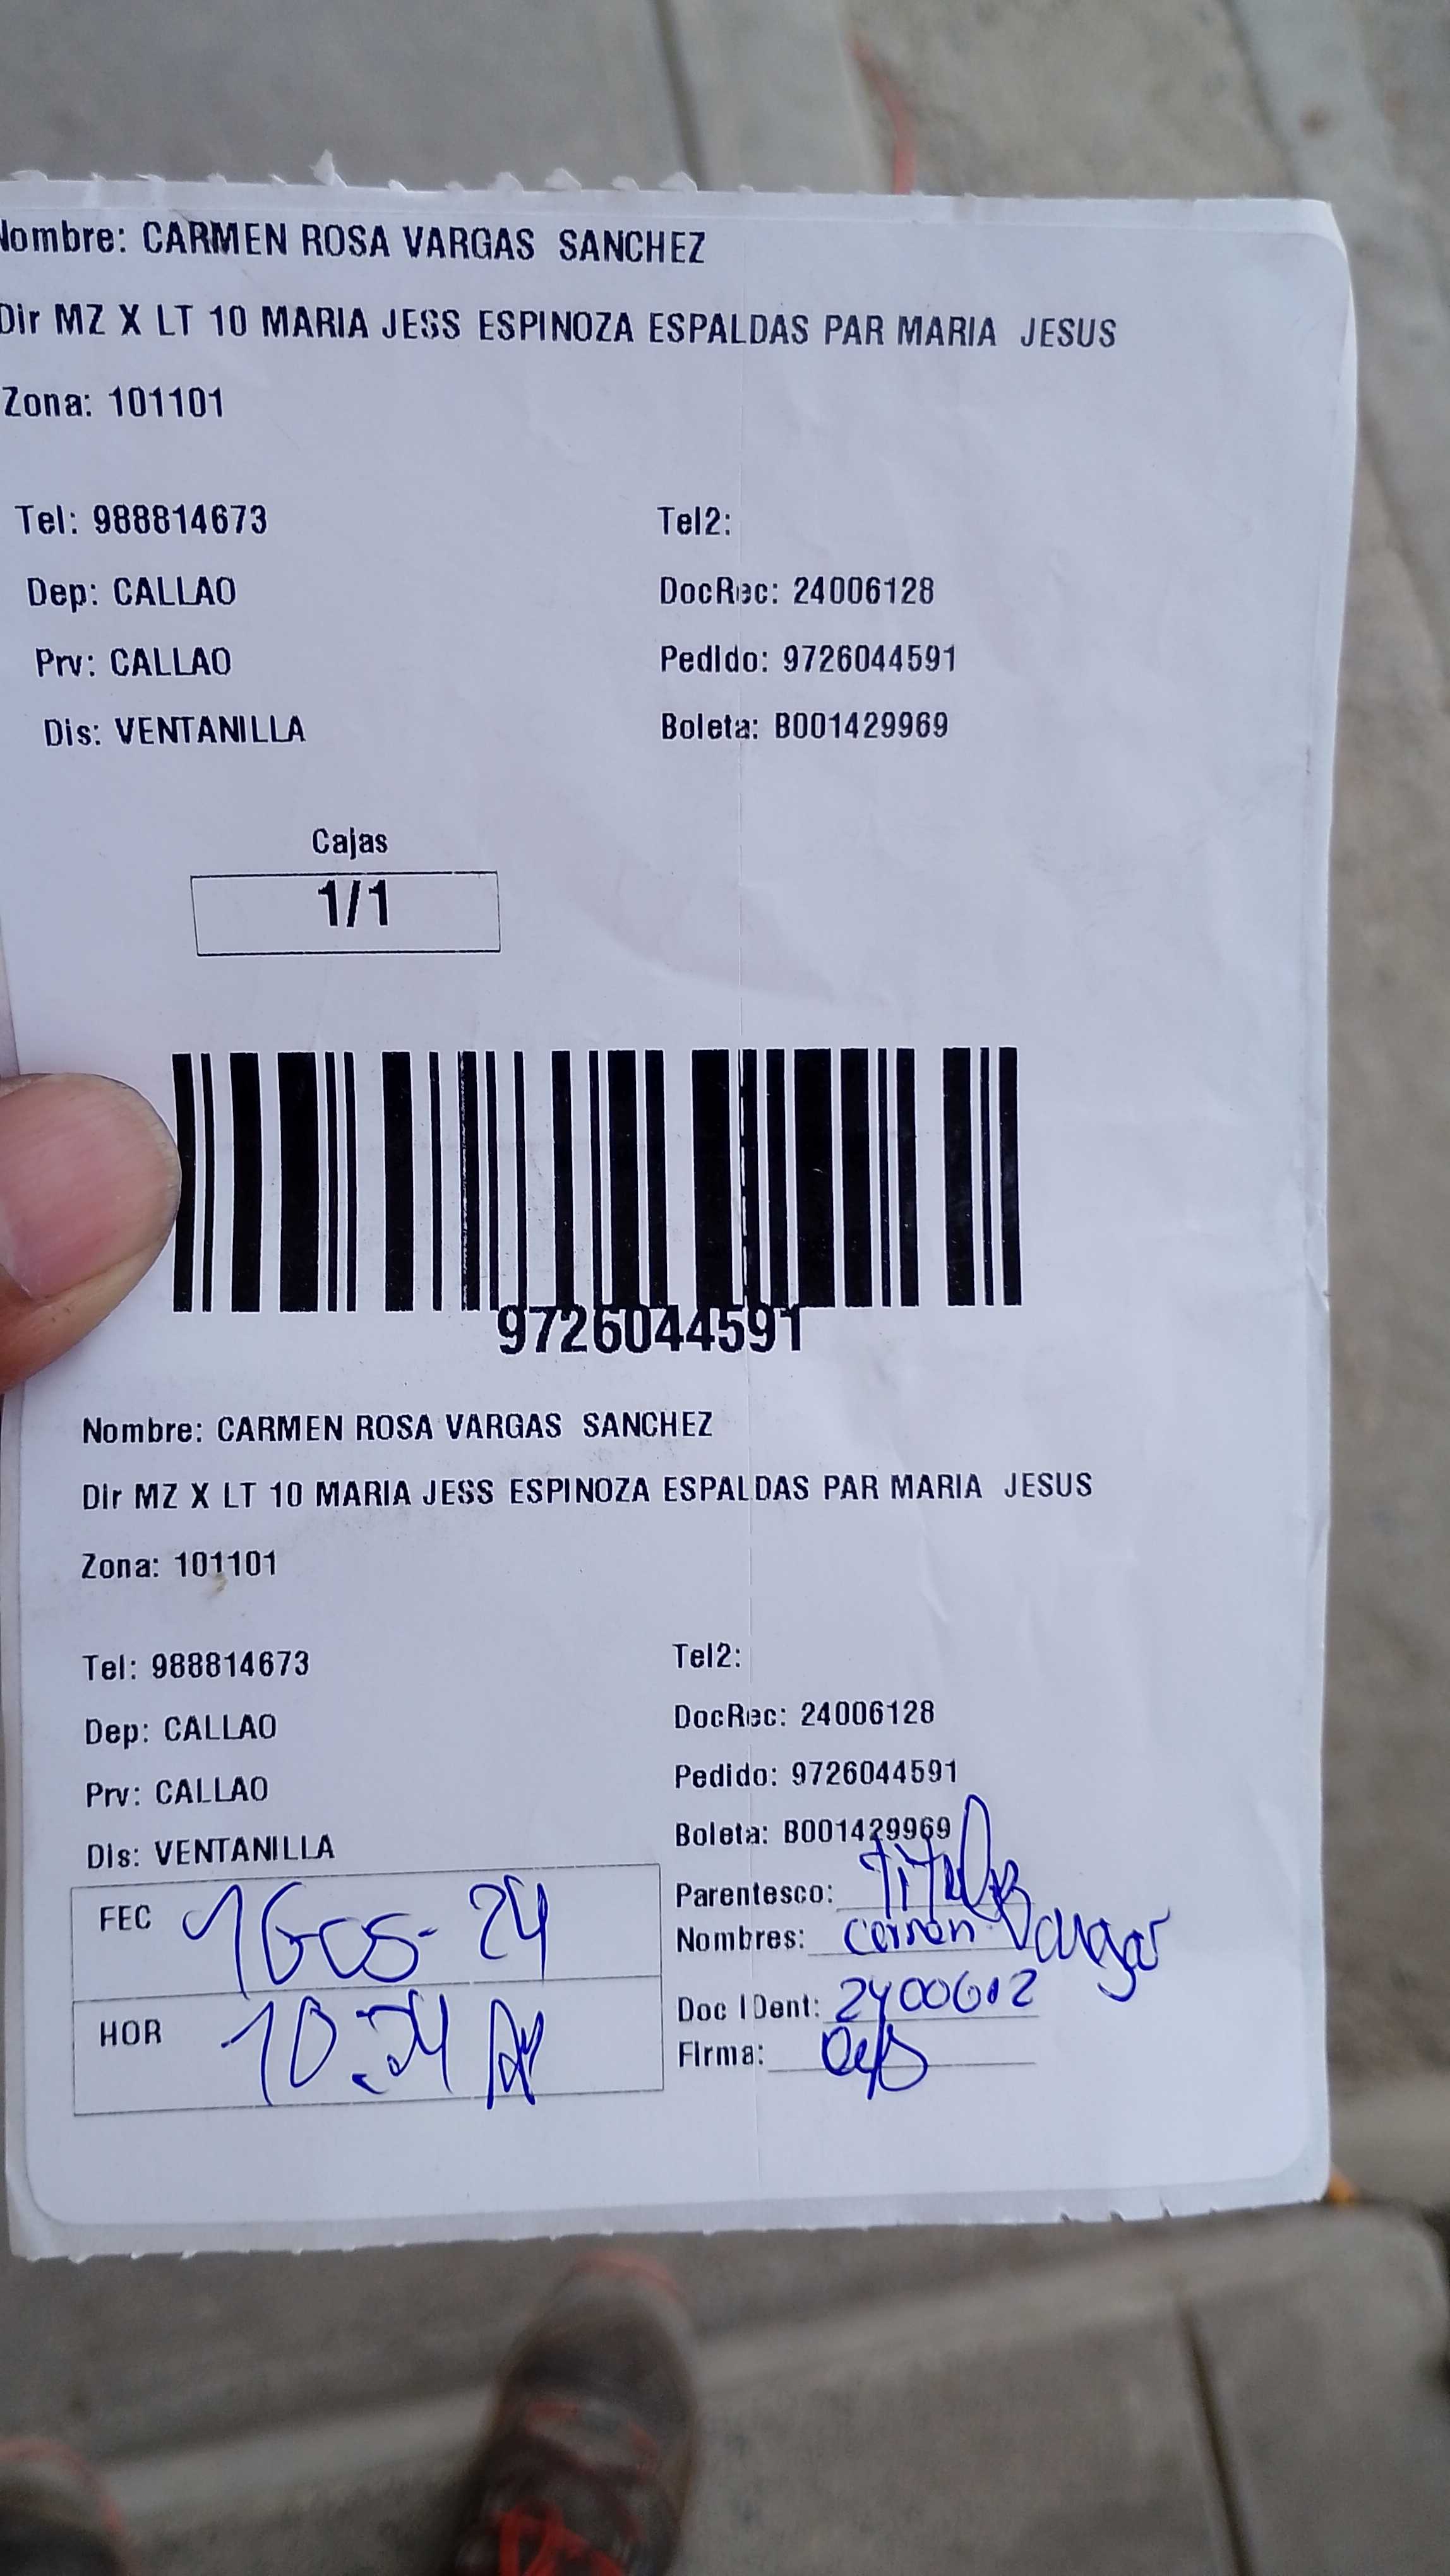 Nombre: CARMEN ROSA VARGAS SANCHEZ
Dir MZ X LT 10 MARIA JESS ESPINOZA ESPALDAS PAR MARIA JESUS
Zona: 101101
Tel: 988814673 Tel2:
Dep: CALLAO DocRec: 24006128
Prv: CALLAO Pedido: 9726044591
Dis: VENTANILLA Boleta: B001429969
Cajas
1/1
9726044591
Nombre: CARMEN ROSA VARGAS SANCHEZ
Dir MZ X LT 10 MARIA JESS ESPINOZA ESPALDAS PAR MARIA JESUS
Zona: 101101
Tel: 988814673 Tel2:
Dep: CALLAO DocRec: 24006128
Prv: CALLAO Pedido: 9726044591
Dis: VENTANILLA Boleta: B001429969
FEC Parentesco: Titular
Nombres: Carmen Vargas
HOR Doc IDent: 2400612
Firma: